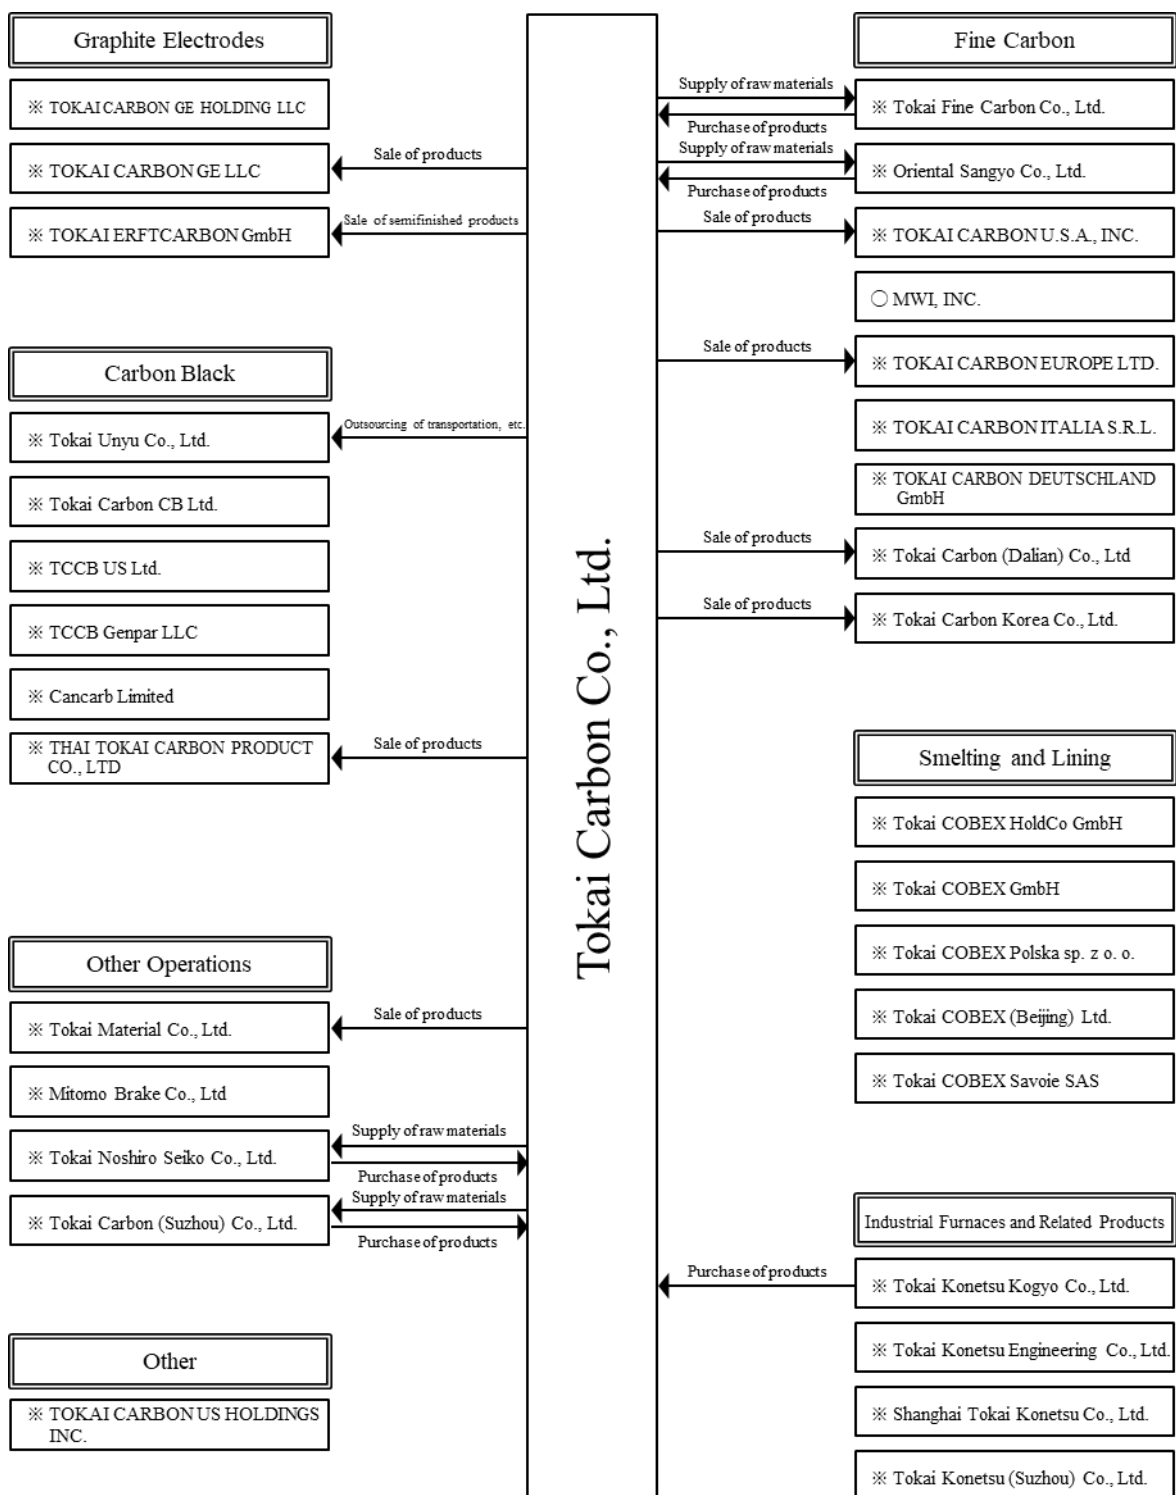 Graphite Electrodes
※ TOKAI CARBON GE HOLDING LLC
※ TOKAI CARBON GE LLC
Sale of products
※ TOKAI ERFTCARBON GmbH
Sale of semifinished products
Carbon Black
※ Tokai Unyu Co., Ltd.
Outsourcing of transportation, etc.
※ Tokai Carbon CB Ltd.
※ TCCB US Ltd.
※ TCCB Genpar LLC
※ Cancarb Limited
※ THAI TOKAI CARBON PRODUCT
CO., LTD
Sale of products
Other Operations
※ Tokai Material Co., Ltd.
Sale of products
※ Mitomo Brake Co., Ltd
※ Tokai Noshiro Seiko Co., Ltd.
Supply of raw materials
Purchase of products
※ Tokai Carbon (Suzhou) Co., Ltd.
Supply of raw materials
Purchase of products
Other
※ TOKAI CARBON US HOLDINGS
INC.
Tokai Carbon Co., Ltd.
Fine Carbon
Supply of raw materials
※ Tokai Fine Carbon Co., Ltd.
Purchase of products
Supply of raw materials
※ Oriental Sangyo Co., Ltd.
Purchase of products
Sale of products
※ TOKAI CARBON U.S.A., INC.
○ MWI, INC.
Sale of products
※ TOKAI CARBON EUROPE LTD.
※ TOKAI CARBON ITALIA S.R.L.
※ TOKAI CARBON DEUTSCHLAND
GmbH
Sale of products
※ Tokai Carbon (Dalian) Co., Ltd
Sale of products
※ Tokai Carbon Korea Co., Ltd.
Smelting and Lining
※ Tokai COBEX HoldCo GmbH
※ Tokai COBEX GmbH
※ Tokai COBEX Polska sp. z o. o.
※ Tokai COBEX (Beijing) Ltd.
※ Tokai COBEX Savoie SAS
Industrial Furnaces and Related Products
Purchase of products
※ Tokai Konetsu Kogyo Co., Ltd.
※ Tokai Konetsu Engineering Co., Ltd.
※ Shanghai Tokai Konetsu Co., Ltd.
※ Tokai Konetsu (Suzhou) Co., Ltd.